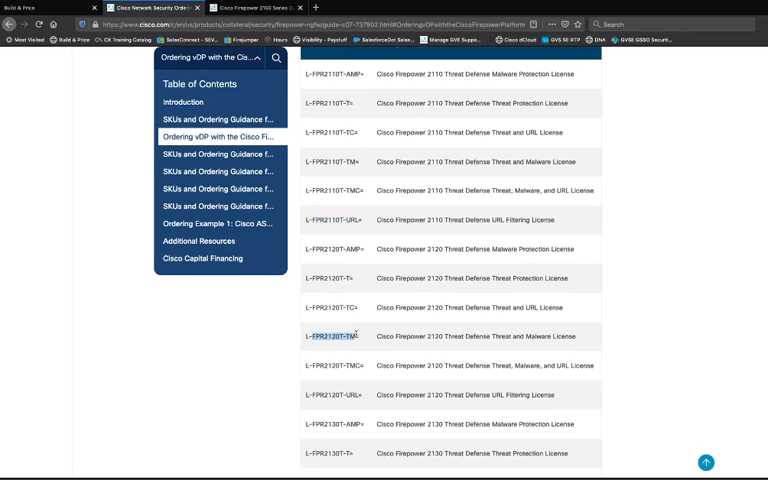 Build & Price
Cisco Network Security Orderi
Cisco Firepower 2100 Series D
https://www.cisco.com/c/en/us/products/collateral/security/firepower-ngfw/guide-c07-737902.html#OrderingvDPwiththeCiscoFirepowerPlatform
Search
Most Visited
Build & Price
CX Training Catalog
SalesConnect - SEV...
Firejumper
Hours
Visibility - Paystuff
SalesforceDot Sales...
Manage GVE Suppo...
Cisco dCloud
GVS SE RTP
DNA
GVSE GSSO Securit...
Ordering vDP with the Cis...
Table of Contents
Introduction
SKUs and Ordering Guidance f...
Ordering vDP with the Cisco Fi...
SKUs and Ordering Guidance f...
SKUs and Ordering Guidance f...
SKUs and Ordering Guidance f...
SKUs and Ordering Guidance f...
Ordering Example 1: Cisco AS...
Additional Resources
Cisco Capital Financing
L-FPR2110T-AMP= Cisco Firepower 2110 Threat Defense Malware Protection License
L-FPR2110T-T= Cisco Firepower 2110 Threat Defense Threat Protection License
L-FPR2110T-TC= Cisco Firepower 2110 Threat Defense Threat and URL License
L-FPR2110T-TM= Cisco Firepower 2110 Threat Defense Threat and Malware License
L-FPR2110T-TMC= Cisco Firepower 2110 Threat Defense Threat, Malware, and URL License
L-FPR2110T-URL= Cisco Firepower 2110 Threat Defense URL Filtering License
L-FPR2120T-AMP= Cisco Firepower 2120 Threat Defense Malware Protection License
L-FPR2120T-T= Cisco Firepower 2120 Threat Defense Threat Protection License
L-FPR2120T-TC= Cisco Firepower 2120 Threat Defense Threat and URL License
L-FPR2120T-TM= Cisco Firepower 2120 Threat Defense Threat and Malware License
L-FPR2120T-TMC= Cisco Firepower 2120 Threat Defense Threat, Malware, and URL License
L-FPR2120T-URL= Cisco Firepower 2120 Threat Defense URL Filtering License
L-FPR2130T-AMP= Cisco Firepower 2130 Threat Defense Malware Protection License
L-FPR2130T-T= Cisco Firepower 2130 Threat Defense Threat Protection License